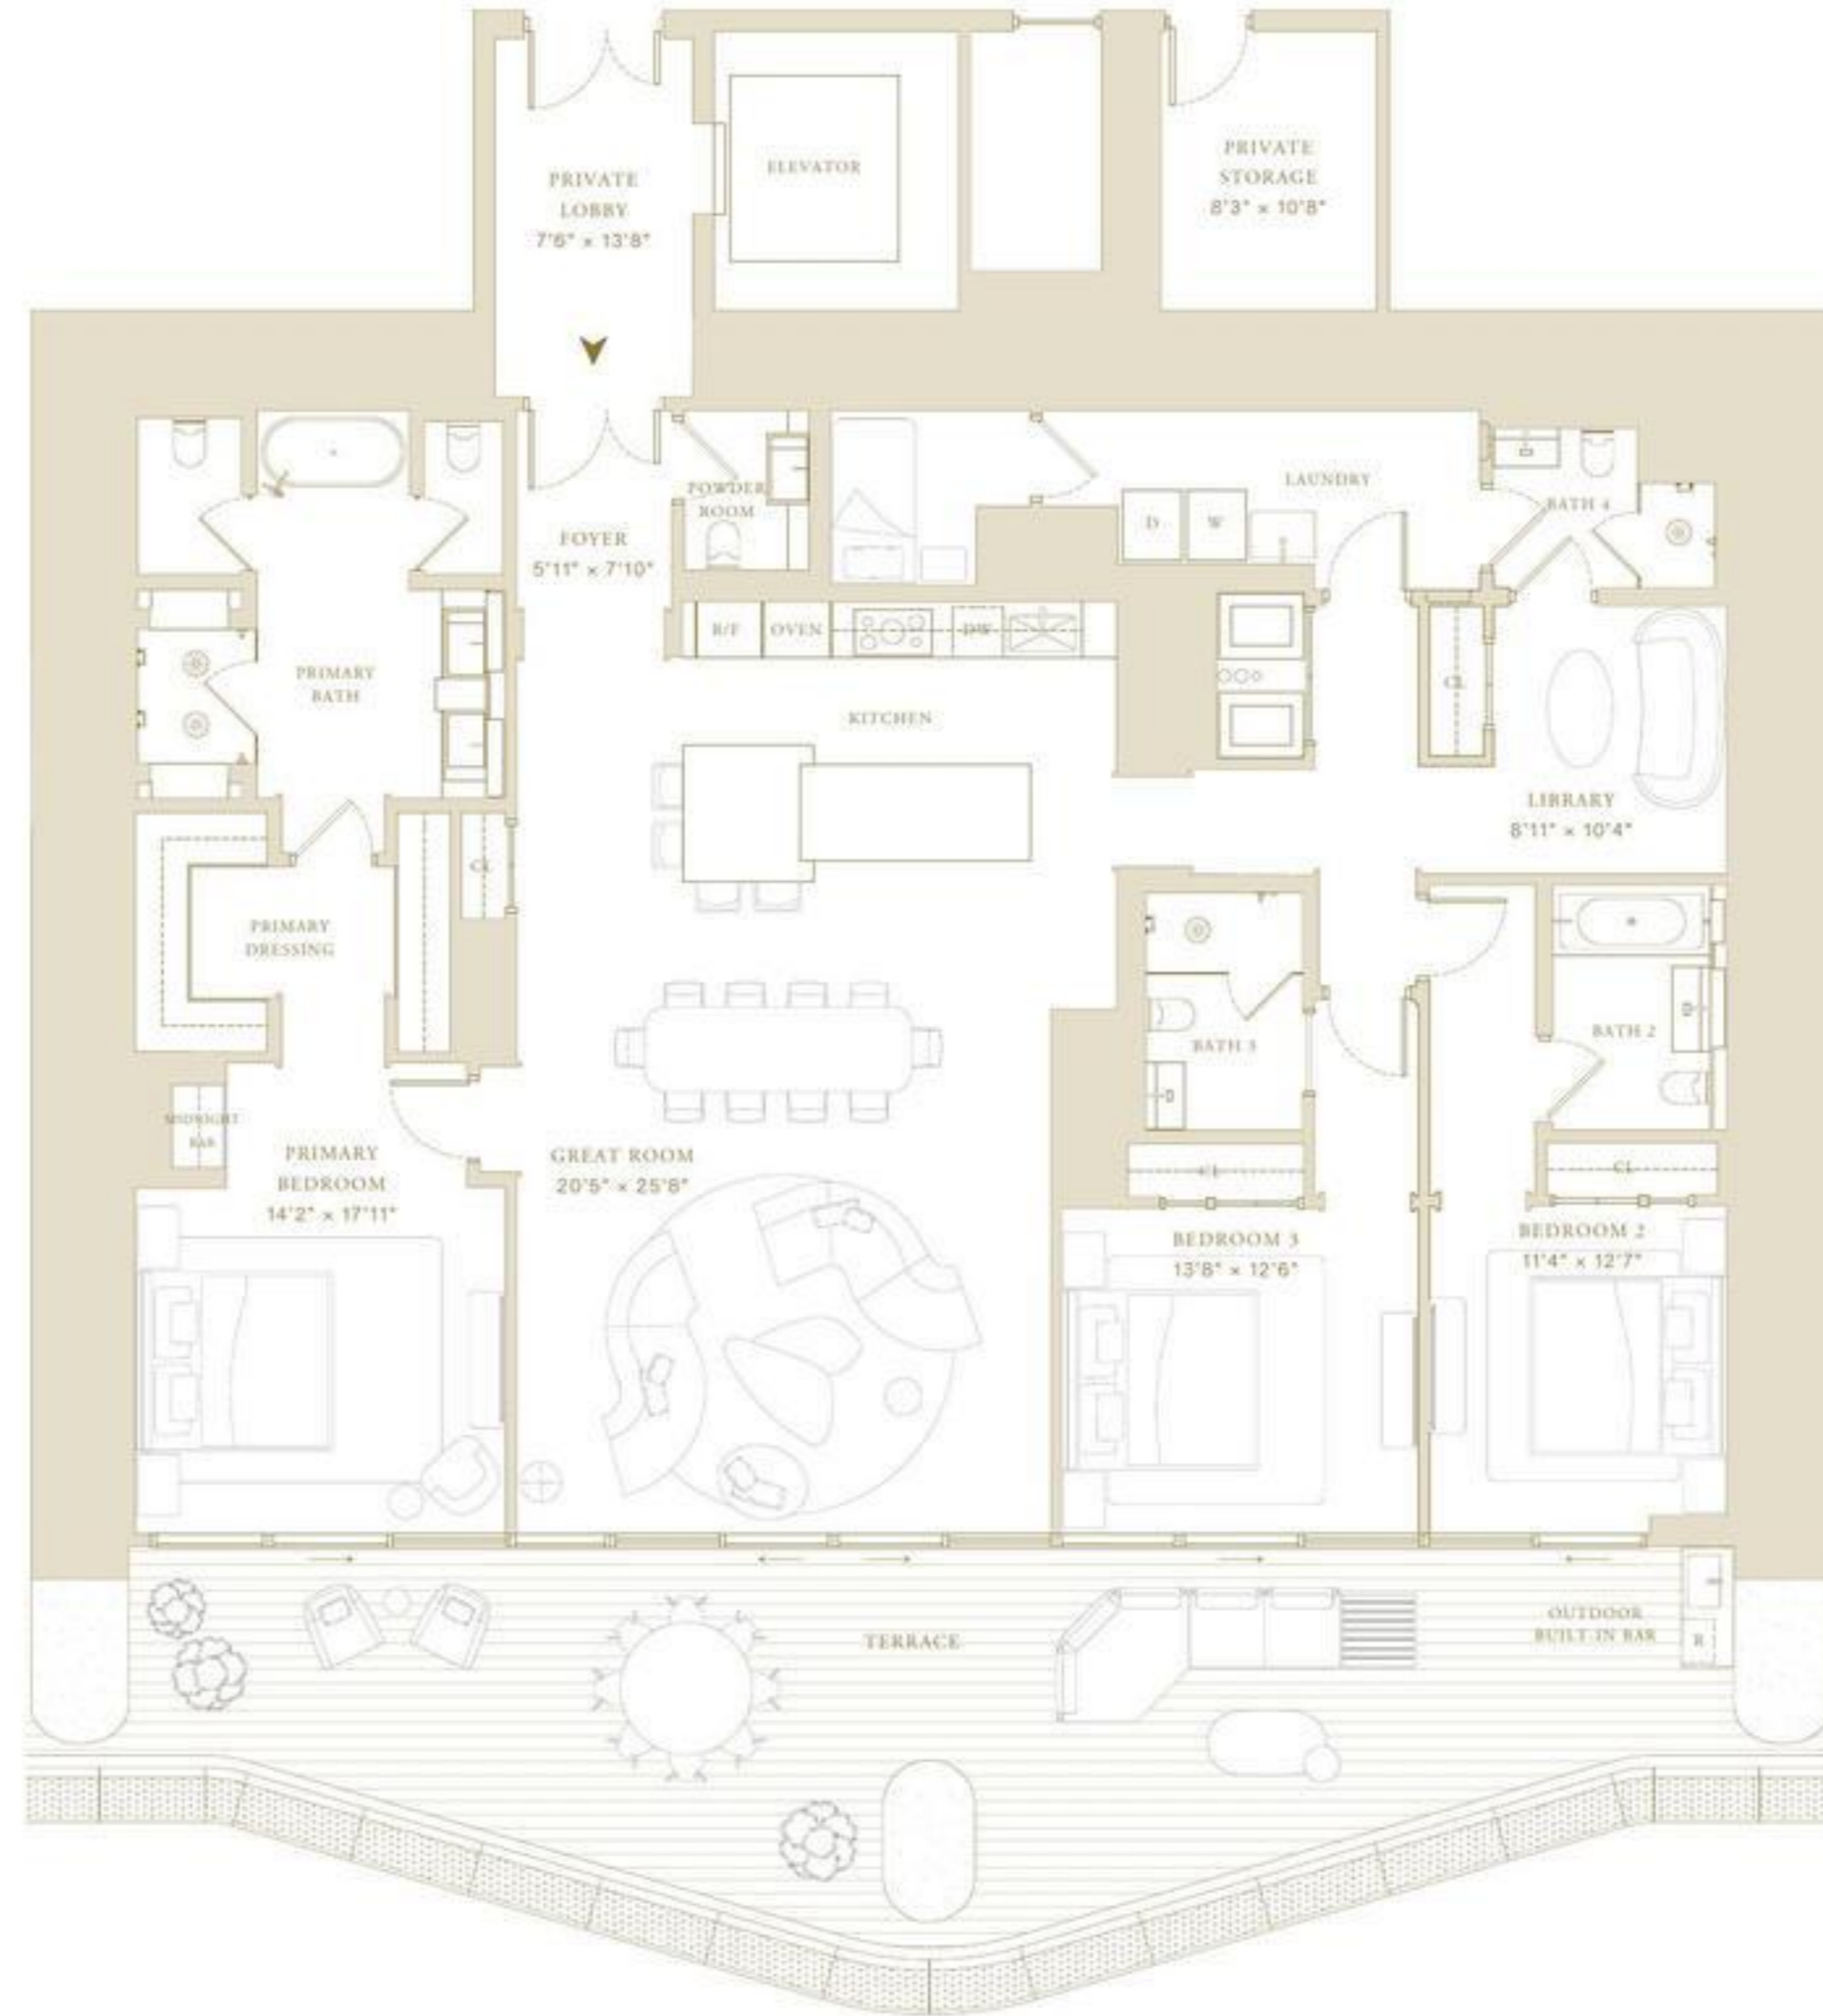 PRIVATE
LOBBY
7'6" × 13'8"
ELEVATOR
PRIVATE
STORAGE
8'3" × 10'8"
POWDER
ROOM
FOYER
5'11" × 7'10"
LAUNDRY
D
W
BATH 4
R/F
OVEN
DW
KITCHEN
PRIMARY
BATH
CL
LIBRARY
8'11" × 10'4"
CL
PRIMARY
DRESSING
BATH 3
BATH 2
MIDNIGHT
BAR
PRIMARY
BEDROOM
14'2" × 17'11"
GREAT ROOM
20'5" × 25'8"
CL
CL
BEDROOM 3
13'8" × 12'6"
BEDROOM 2
11'4" × 12'7"
TERRACE
OUTDOOR
BUILT-IN BAR
R